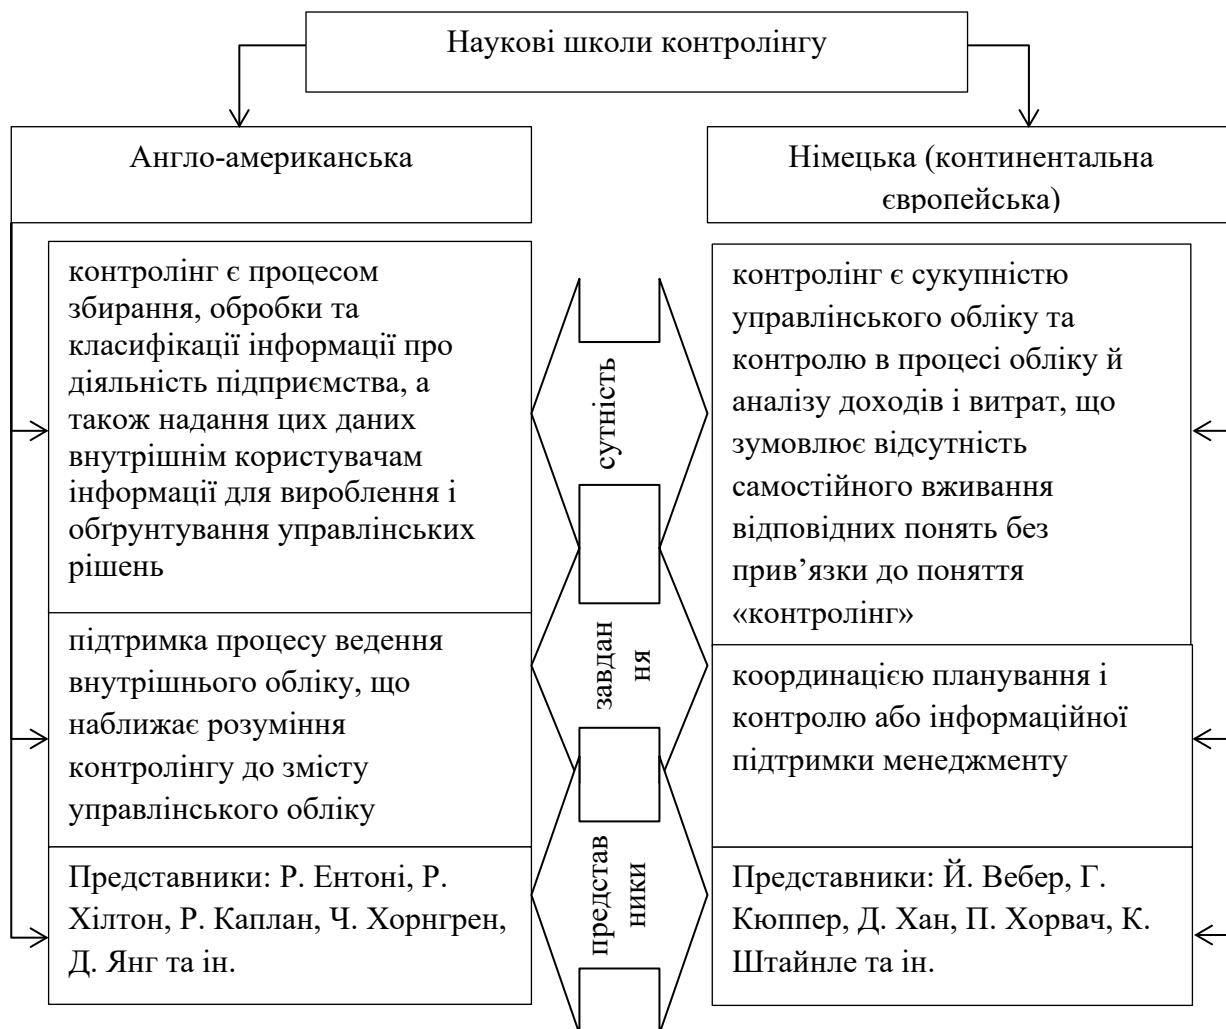 Наукові школи контролінгу
Англо-американська
Німецька (континентальна
європейська)
контролінг є процесом
збирання, обробки та
класифікації інформації про
діяльність підприємства, а
також надання цих даних
внутрішнім користувачам
інформації для вироблення і
обґрунтування управлінських
рішень
сутність
контролінг є сукупністю
управлінського обліку та
контролю в процесі обліку й
аналізу доходів і витрат, що
зумовлює відсутність
самостійного вживання
відповідних понять без
прив’язки до поняття
«контролінг»
підтримка процесу ведення
внутрішнього обліку, що
наближає розуміння
контролінгу до змісту
управлінського обліку
завдан
ня
координацією планування і
контролю або інформаційної
підтримки менеджменту
Представники: Р. Ентоні, Р.
Хілтон, Р. Каплан, Ч. Хорнгрен,
Д. Янг та ін.
представ
ники
Представники: Й. Вебер, Г.
Кюппер, Д. Хан, П. Хорвач, К.
Штайнле та ін.